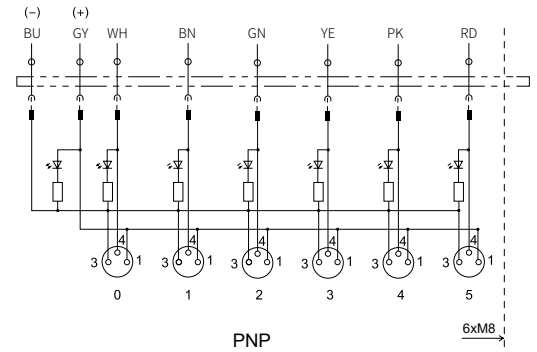 (-) (+)
BU GY WH BN GN YE PK RD
4 4 4 4 4 4
3 1 3 1 3 1 3 1 3 1 3 1
0 1 2 3 4 5
PNP
6xM8